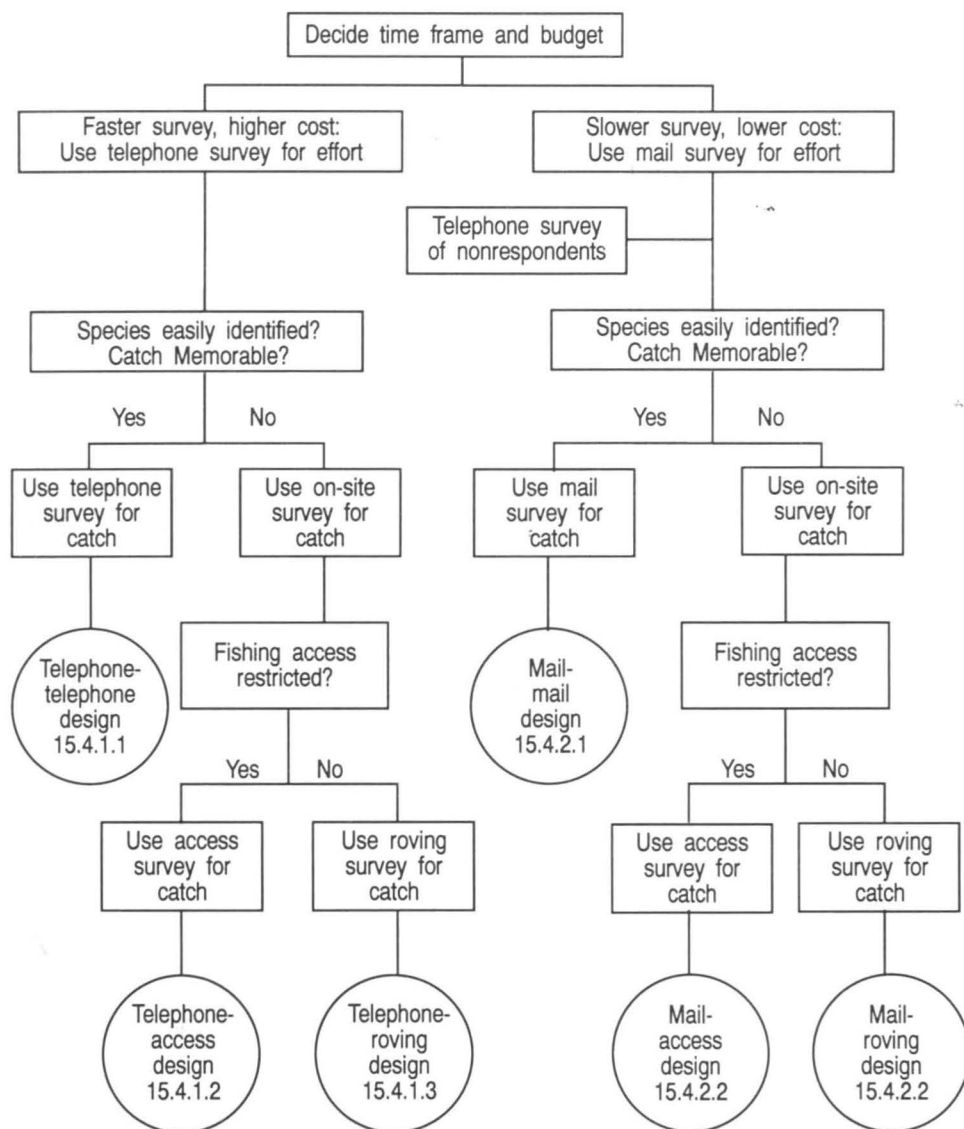 Decide time frame and budget
Faster survey, higher cost:
Use telephone survey for effort
Slower survey, lower cost:
Use mail survey for effort
Telephone survey
of nonrespondents
Species easily identified?
Catch Memorable?
Species easily identified?
Catch Memorable?
Yes
No
Yes
No
Use telephone
survey for
catch
Use on-site
survey for
catch
Use mail
survey for
catch
Use on-site
survey for
catch
Telephone-
telephone
design
15.4.1.1
Fishing access
restricted?
Mail-
mail
design
15.4.2.1
Fishing access
restricted?
Yes
No
Yes
No
Use access
survey for
catch
Use roving
survey for
catch
Use access
survey for
catch
Use roving
survey for
catch
Telephone-
access
design
15.4.1.2
Telephone-
roving
design
15.4.1.3
Mail-
access
design
15.4.2.2
Mail-
roving
design
15.4.2.2